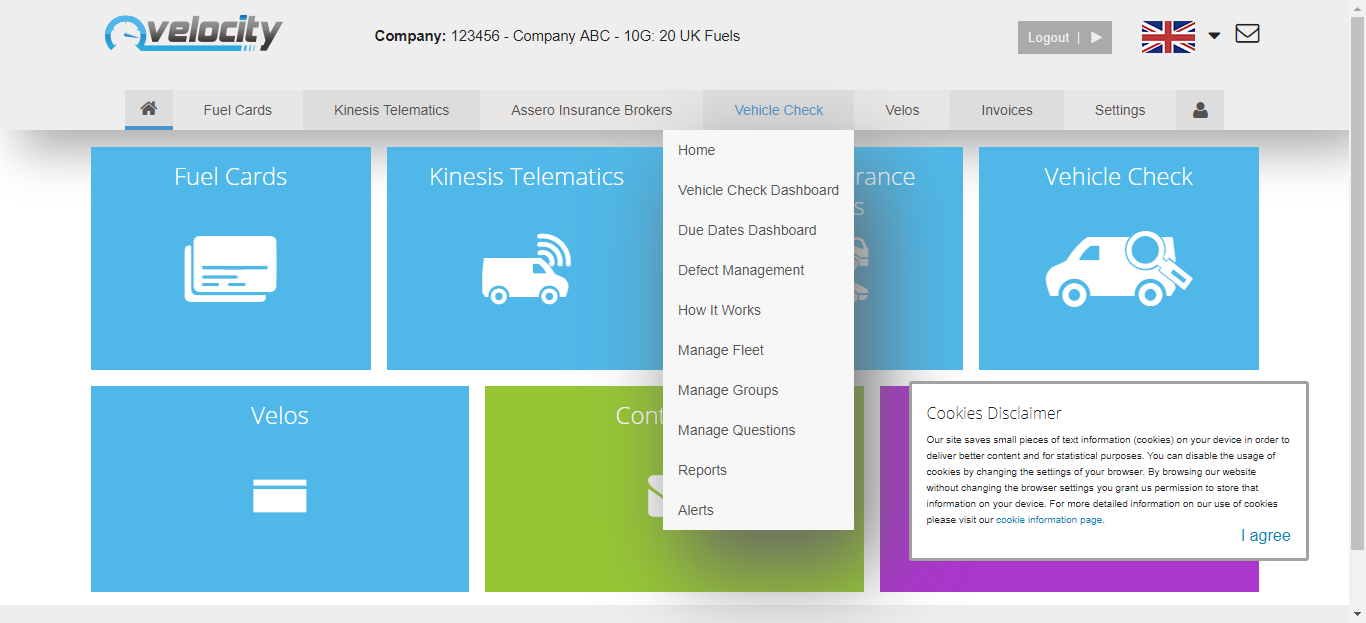 velocity
Company: 123456 - Company ABC - 10G: 20 UK Fuels
Logout |
Fuel Cards
Kinesis Telematics
Assero Insurance Brokers
Vehicle Check
Velos
Invoices
Settings
Home
Vehicle Check Dashboard
Due Dates Dashboard
Defect Management
How It Works
Manage Fleet
Manage Groups
Manage Questions
Reports
Alerts
Fuel Cards
Kinesis Telematics
rance
s
Vehicle Check
Velos
Cont
Cookies Disclaimer
Our site saves small pieces of text information (cookies) on your device in order to
deliver better content and for statistical purposes. You can disable the usage of
cookies by changing the settings of your browser. By browsing our website
without changing the browser settings you grant us permission to store that
information on your device. For more detailed information on our use of cookies
please visit our cookie information page.
I agree